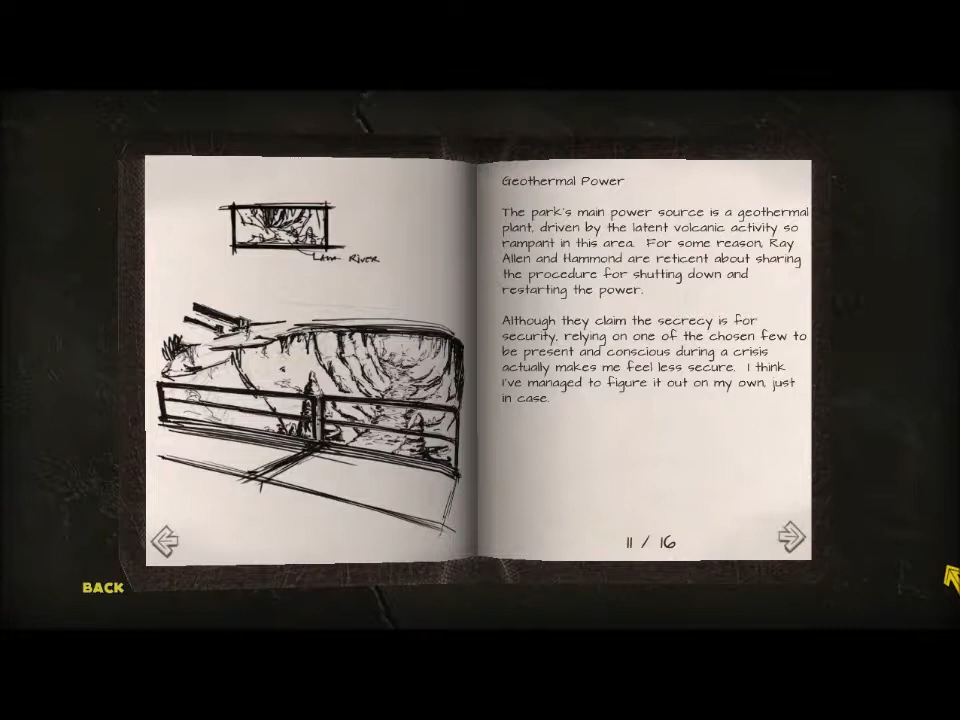 Lava River
Geothermal Power
The park's main power source is a geothermal
plant, driven by the latent volcanic activity so
rampant in this area. For some reason, Ray
Allen and Hammond are reticent about sharing
the procedure for shutting down and
restarting the power.
Although they claim the secrecy is for
security, relying on one of the chosen few to
be present and conscious during a crisis
actually makes me feel less secure. I think
I've managed to figure it out on my own, just
in case.
11 / 16
BACK